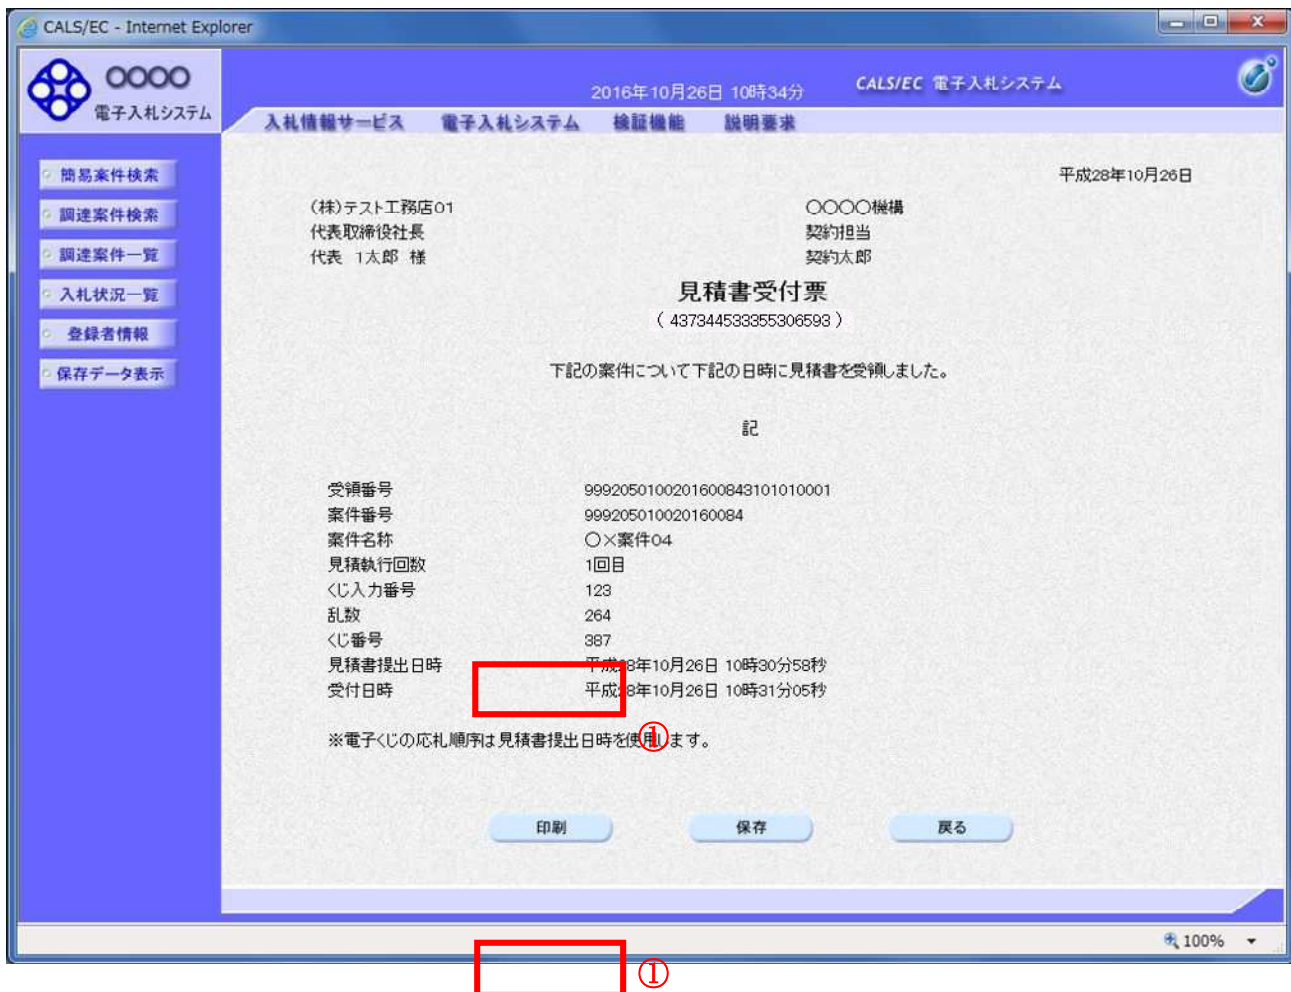 CALS/EC - Internet Explorer
○○○○
電子入札システム
2016年10月26日 10時34分
CALS/EC 電子入札システム
入札情報サービス 電子入札システム 検証機能 説明要求
簡易案件検索
調達案件検索
調達案件一覧
入札状況一覧
登録者情報
保存データ表示
平成28年10月26日
(株)テスト工務店01
代表取締役社長
代表 1太郎 様
○○○○機構
契約担当
契約太郎
見積書受付票
( 437344533355306593 )
下記の案件について下記の日時に見積書を受領しました。
記
受領番号 99920501002016008431010​10001
案件番号 999205010020160084
案件名称 ○×案件04
見積執行回数 1回目
くじ入力番号 123
乱数 264
くじ番号 387
見積書提出日時 平成28年10月26日 10時30分58秒
受付日時 平成28年10月26日 10時31分05秒
①
※電子くじの応札順序は見積書提出日時を使用します。
印刷 保存 戻る
100%
①